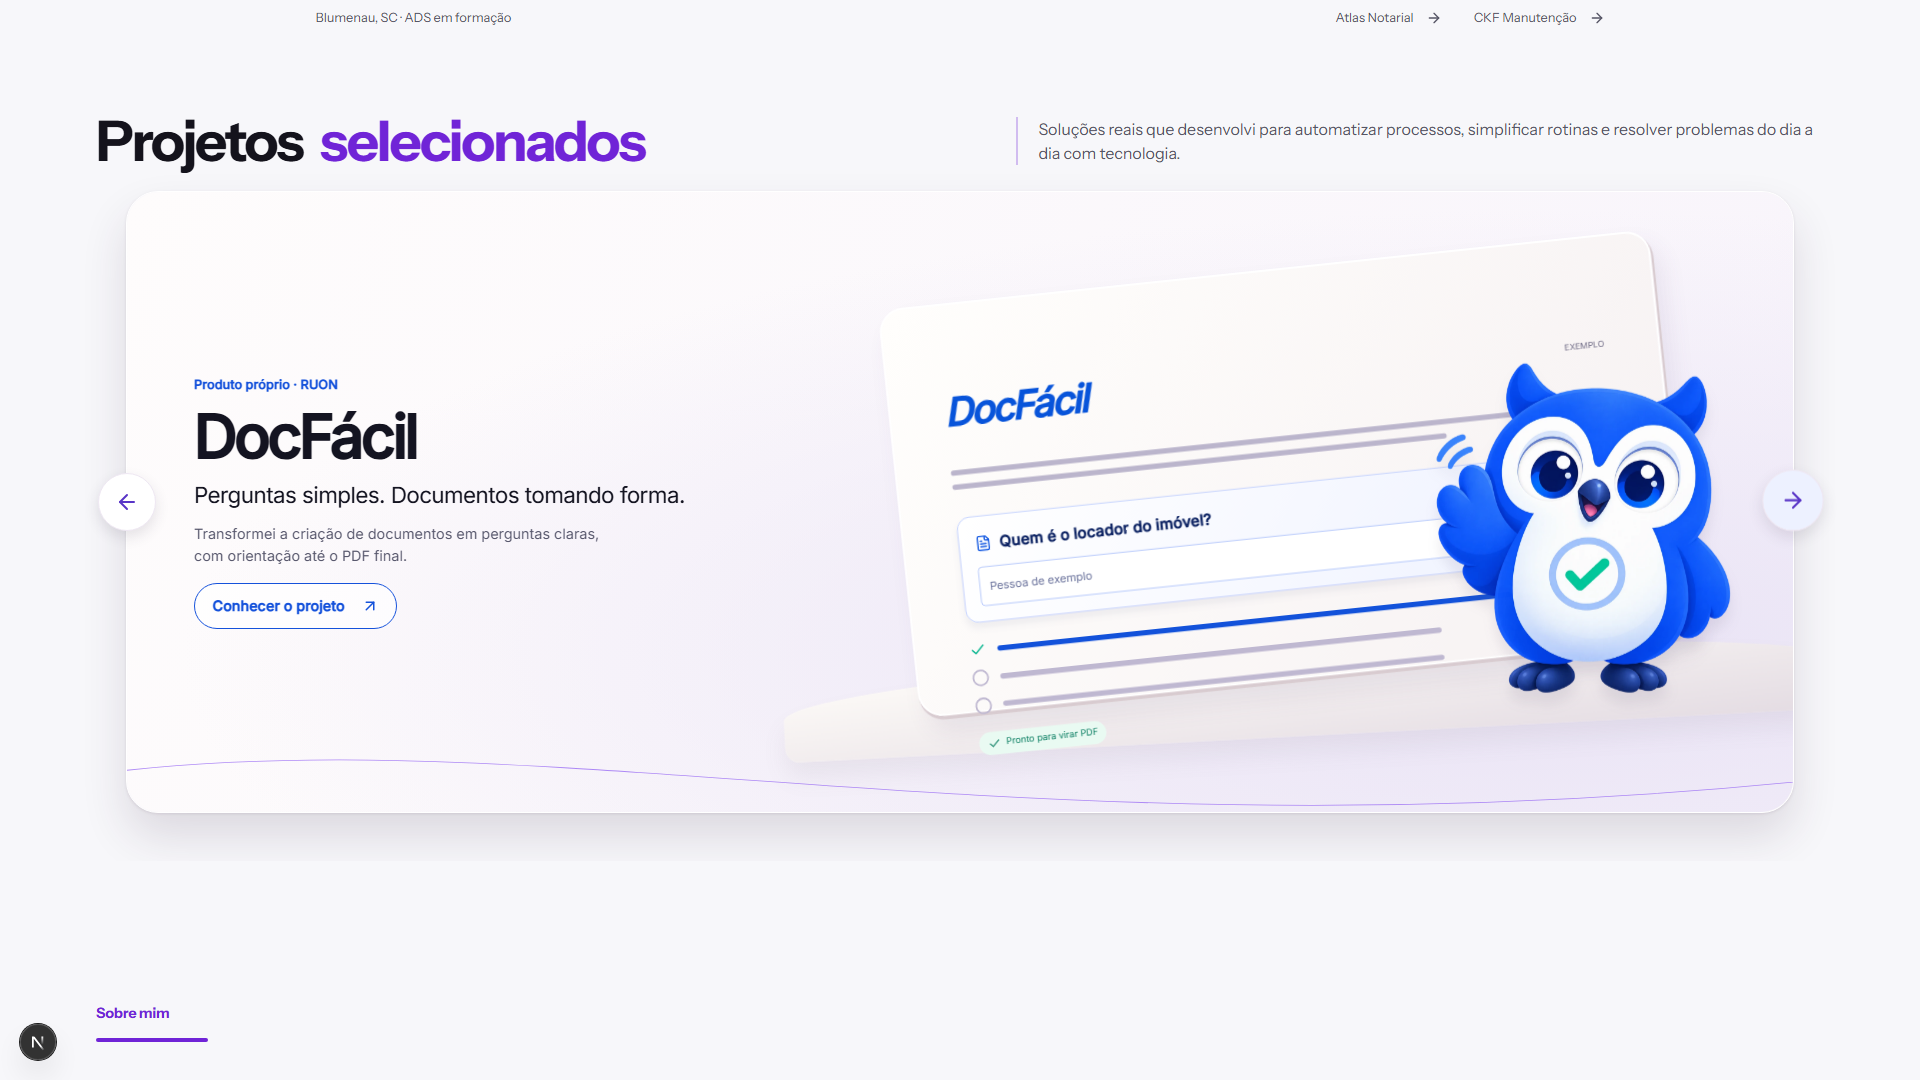 Blumenau, SC · ADS em formação
Atlas Notarial
CKF Manutenção
Projetos selecionados
Soluções reais que desenvolvi para automatizar processos, simplificar rotinas e resolver problemas do dia a
dia com tecnologia.
Produto próprio · RUON
DocFácil
Perguntas simples. Documentos tomando forma.
Transformei a criação de documentos em perguntas claras,
com orientação até o PDF final.
Conhecer o projeto
EXEMPLO
DocFácil
Quem é o locador do imóvel?
Pessoa de exemplo
Pronto para virar PDF
Sobre mim
N